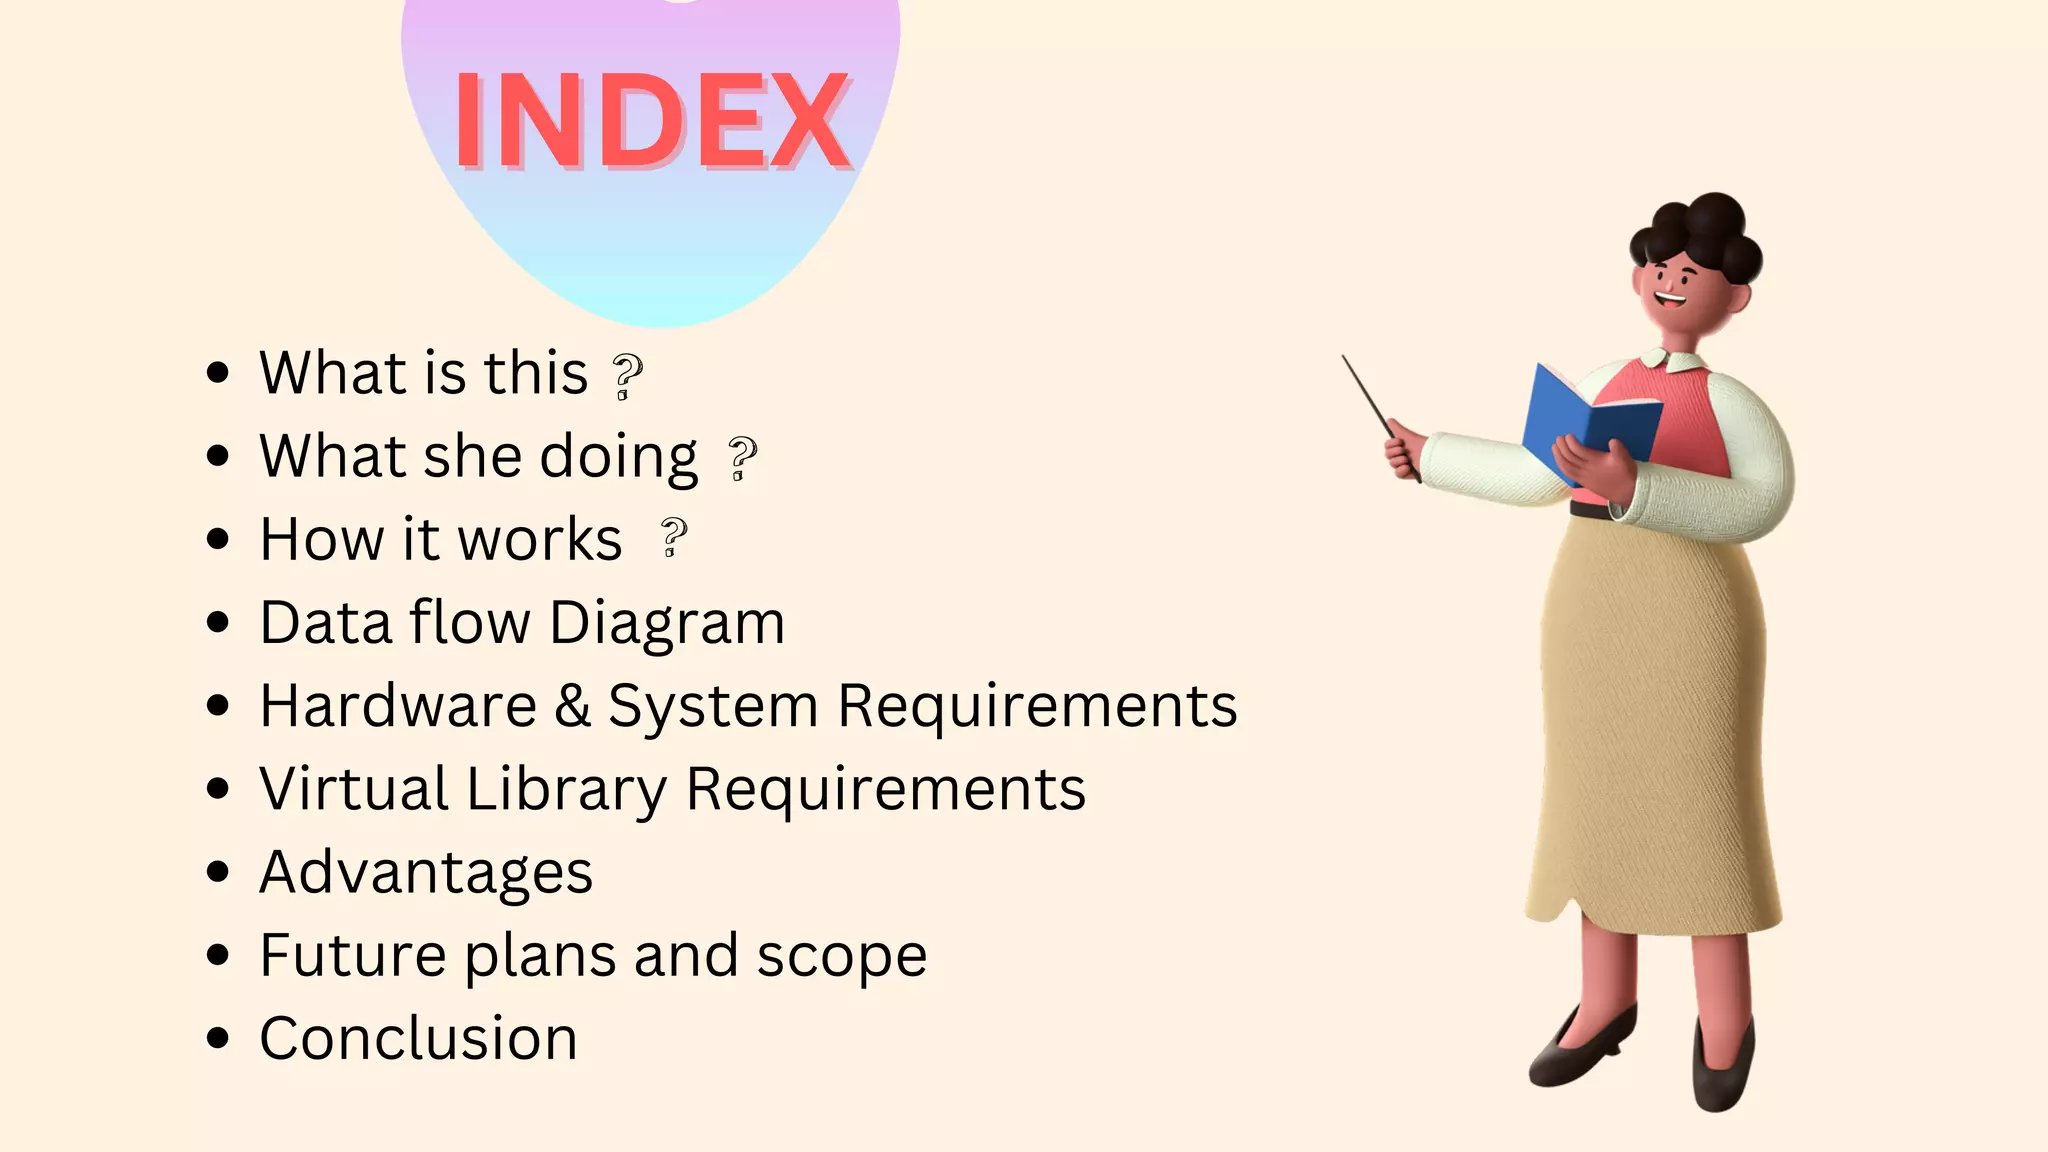 INDEX
• What is this ?
• What she doing ?
• How it works ?
• Data flow Diagram
• Hardware & System Requirements
• Virtual Library Requirements
• Advantages
• Future plans and scope
• Conclusion